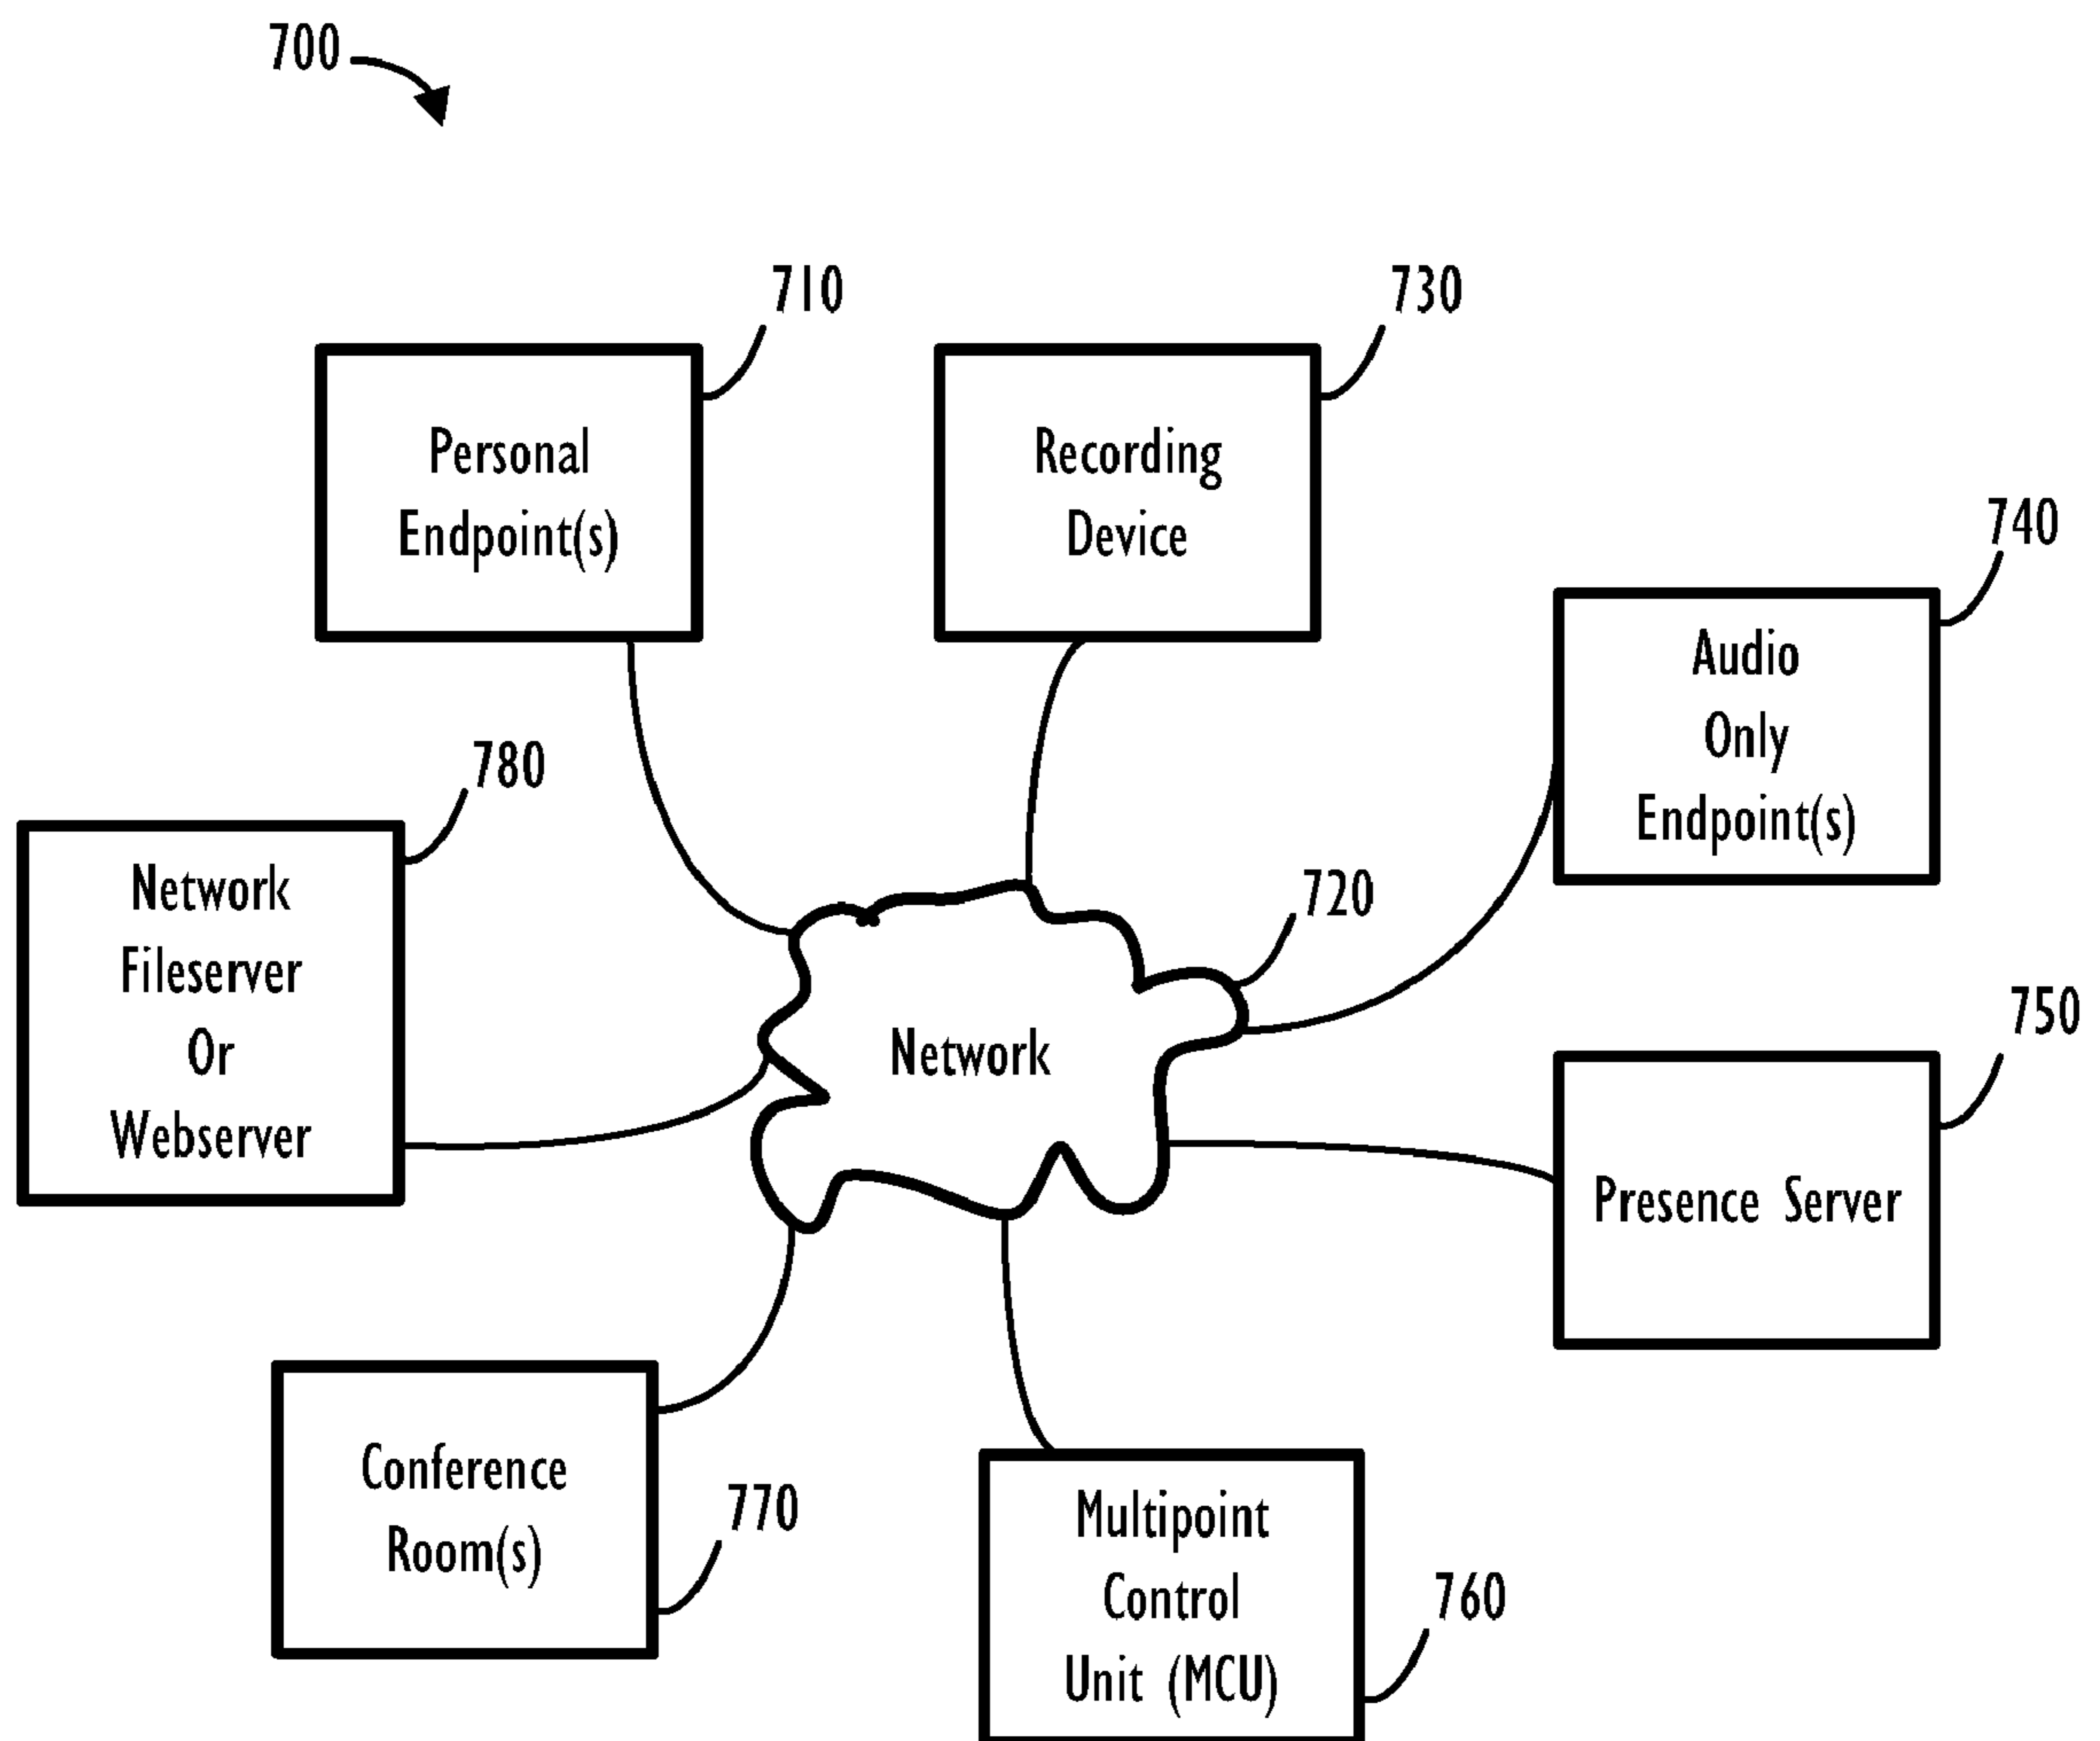 700
710
730
Personal
Endpoint(s)
Recording
Device
740
Audio
Only
Endpoint(s)
780
Network
Fileserver
Or
Webserver
720
Network
750
Presence Server
Conference
Room(s)
770
Multipoint
Control
Unit (MCU)
760